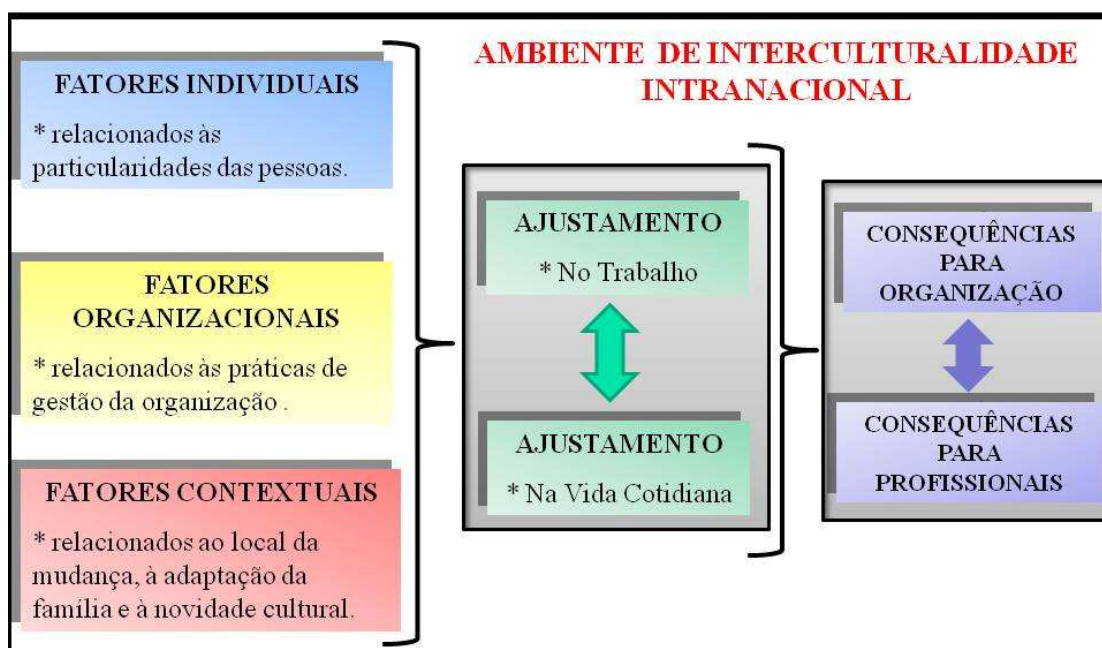 AMBIENTE DE INTERCULTURALIDADE
INTRANACIONAL
FATORES INDIVIDUAIS
* relacionados às
particularidades das pessoas.
FATORES
ORGANIZACIONAIS
* relacionados às práticas de
gestão da organização .
FATORES CONTEXTUAIS
* relacionados ao local da
mudança, à adaptação da
família e à novidade cultural.
AJUSTAMENTO
* No Trabalho
AJUSTAMENTO
* Na Vida Cotidiana
CONSEQUÊNCIAS
PARA
ORGANIZAÇÃO
CONSEQUÊNCIAS
PARA
PROFISSIONAIS